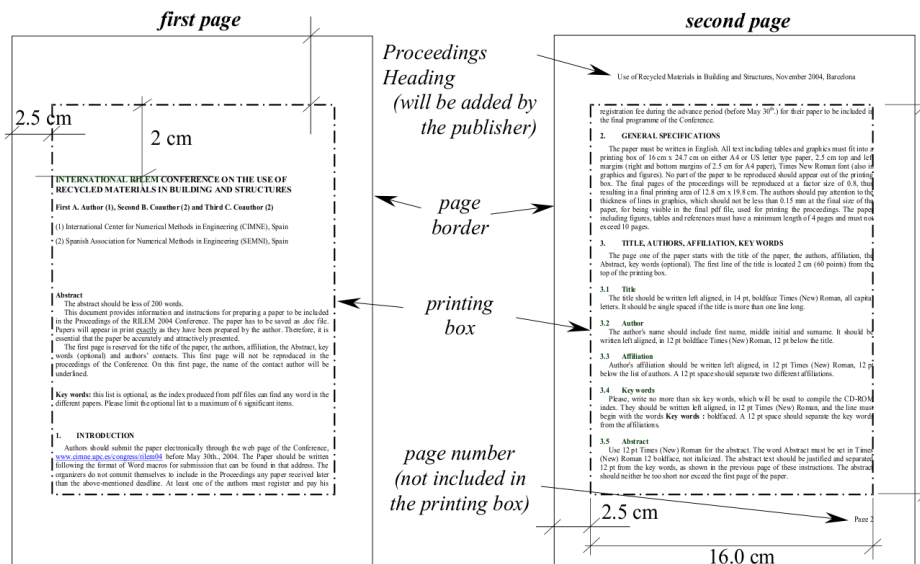 first page
2.5 cm
2 cm
INTERNATIONAL RILEM CONFERENCE ON THE USE OF
RECYCLED MATERIALS IN BUILDING AND STRUCTURES
First A. Author (1), Second B. Coauthor (2) and Third C. Coauthor (2)
(1) International Center for Numerical Methods in Engineering (CIMNE), Spain
(2) Spanish Association for Numerical Methods in Engineering (SEMNI), Spain
Abstract
The abstract should be less of 200 words.
This document provides information and instructions for preparing a paper to be included
in the Proceedings of the RILEM 2004 Conference. The paper has to be saved as .doc file.
Papers will appear in print exactly as they have been prepared by the author. Therefore, it is
essential that the paper be accurately and attractively presented.
The first page is reserved for the title of the paper, the authors, affiliation, the Abstract, key
words (optional) and authors' contacts. This first page will not be reproduced in the
proceedings of the Conference. On this first page, the name of the contact author will be
underlined.
Key words: this list is optional, as the index produced from pdf files can find any word in the
different papers. Please limit the optional list to a maximum of 6 significant items.
1. INTRODUCTION
Authors should submit the paper electronically through the web page of the Conference,
www.cimne.upc.es/congress/rilem04 before May 30th., 2004. The Paper should be written
following the format of Word macros for submission that can be found in that address. The
organizers do not commit themselves to include in the Proceedings any paper received later
than the above-mentioned deadline. At least one of the authors must register and pay his
Proceedings
Heading
(will be added by
the publisher)
page
border
printing
box
page number
(not included in
the printing box)
second page
Use of Recycled Materials in Building and Structures, November 2004, Barcelona
registration fee during the advance period (before May 30th.) for their paper to be included in
the final programme of the Conference.
2. GENERAL SPECIFICATIONS
The paper must be written in English. All text including tables and graphics must fit into a
printing box of 16 cm x 24.7 cm on either A4 or US letter type paper, 2.5 cm top and left
margins (right and bottom margins of 2.5 cm for A4 paper), Times New Roman font (also in
graphics and figures). No part of the paper to be reproduced should appear out of the printing
box. The final pages of the proceedings will be reproduced at a factor size of 0.8, thus
resulting in a final printing area of 12.8 cm x 19.8 cm. The authors should pay attention to the
thickness of lines in graphics, which should not be less than 0.15 mm at the final size of the
paper, for being visible in the final pdf file, used for printing the proceedings. The paper
including figures, tables and references must have a minimum length of 4 pages and must not
exceed 10 pages.
3. TITLE, AUTHORS, AFFILIATION, KEY WORDS
The page one of the paper starts with the title of the paper, the authors, affiliation, the
Abstract, key words (optional). The first line of the title is located 2 cm (60 points) from the
top of the printing box.
3.1 Title
The title should be written left aligned, in 14 pt, boldface Times (New) Roman, all capital
letters. It should be single spaced if the title is more than one line long.
3.2 Author
The author's name should include first name, middle initial and surname. It should be
written left aligned, in 12 pt boldface Times (New) Roman, 12 pt below the title.
3.3 Affiliation
Author's affiliation should be written left aligned, in 12 pt Times (New) Roman, 12 pt
below the list of authors. A 12 pt space should separate two different affiliations.
3.4 Key words
Please, write no more than six key words, which will be used to compile the CD-ROM
index. They should be written left aligned, in 12 pt Times (New) Roman, and the line must
begin with the words Key words : boldfaced. A 12 pt space should separate the key words
from the affiliations.
3.5 Abstract
Use 12 pt Times (New) Roman for the abstract. The word Abstract must be set in Times
(New) Roman 12 boldface, not italicized. The abstract text should be justified and separated
12 pt from the key words, as shown in the previous page of these instructions. The abstract
should neither be too short nor exceed the first page of the paper.
2.5 cm
Page 2
16.0 cm